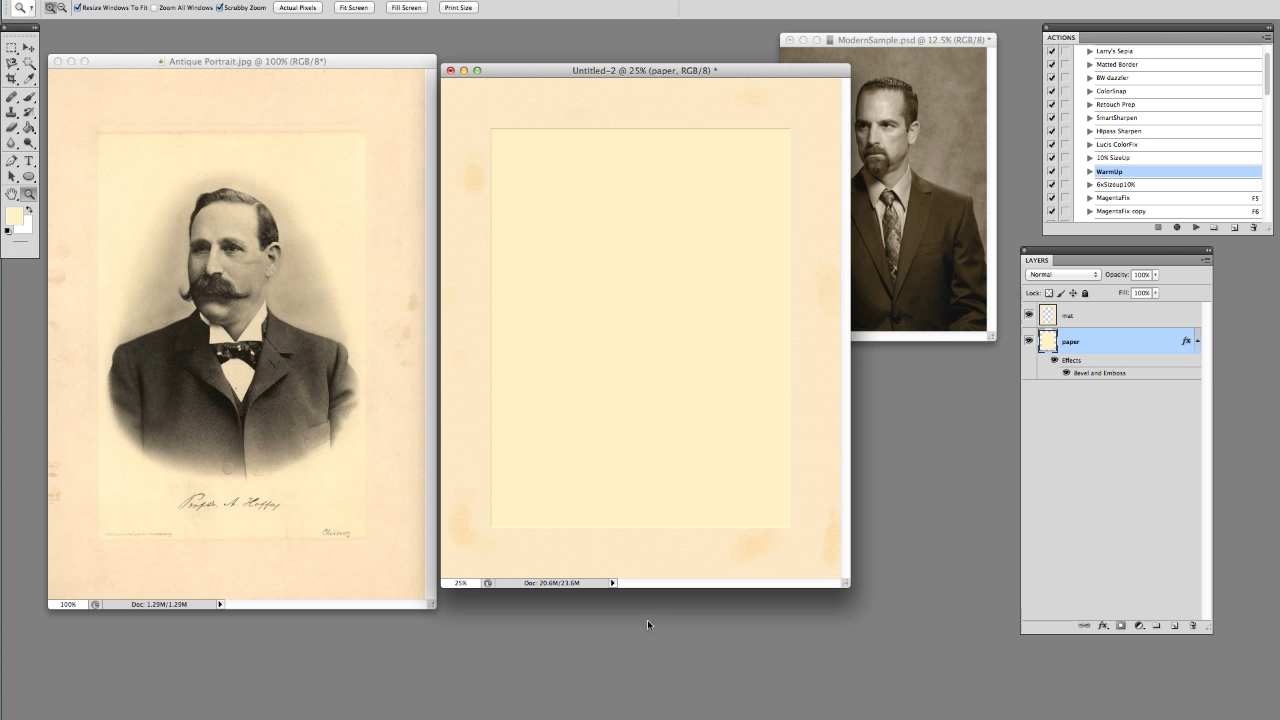 Resize Windows To Fit Zoom All Windows Scrubby Zoom Actual Pixels Fit Screen Fill Screen Print Size
Antique Portrait.jpg @ 100% (RGB/8*)
100% Doc: 1.29M/1.29M
Untitled-2 @ 25% (paper, RGB/8) *
25% Doc: 20.6M/23.6M
ModernSample.psd @ 12.5% (RGB/8) *
ACTIONS
Larry's Sepia
Matted Border
BW dazzler
ColorSnap
Retouch Prep
SmartSharpen
HIpass Sharpen
Lucis ColorFix
10% SizeUp
WarmUp
6xSizeup10%
MagentaFix F5
MagentaFix copy F6
LAYERS
Normal Opacity: 100%
Lock: Fill: 100%
mat
paper fx
Effects
Bevel and Emboss